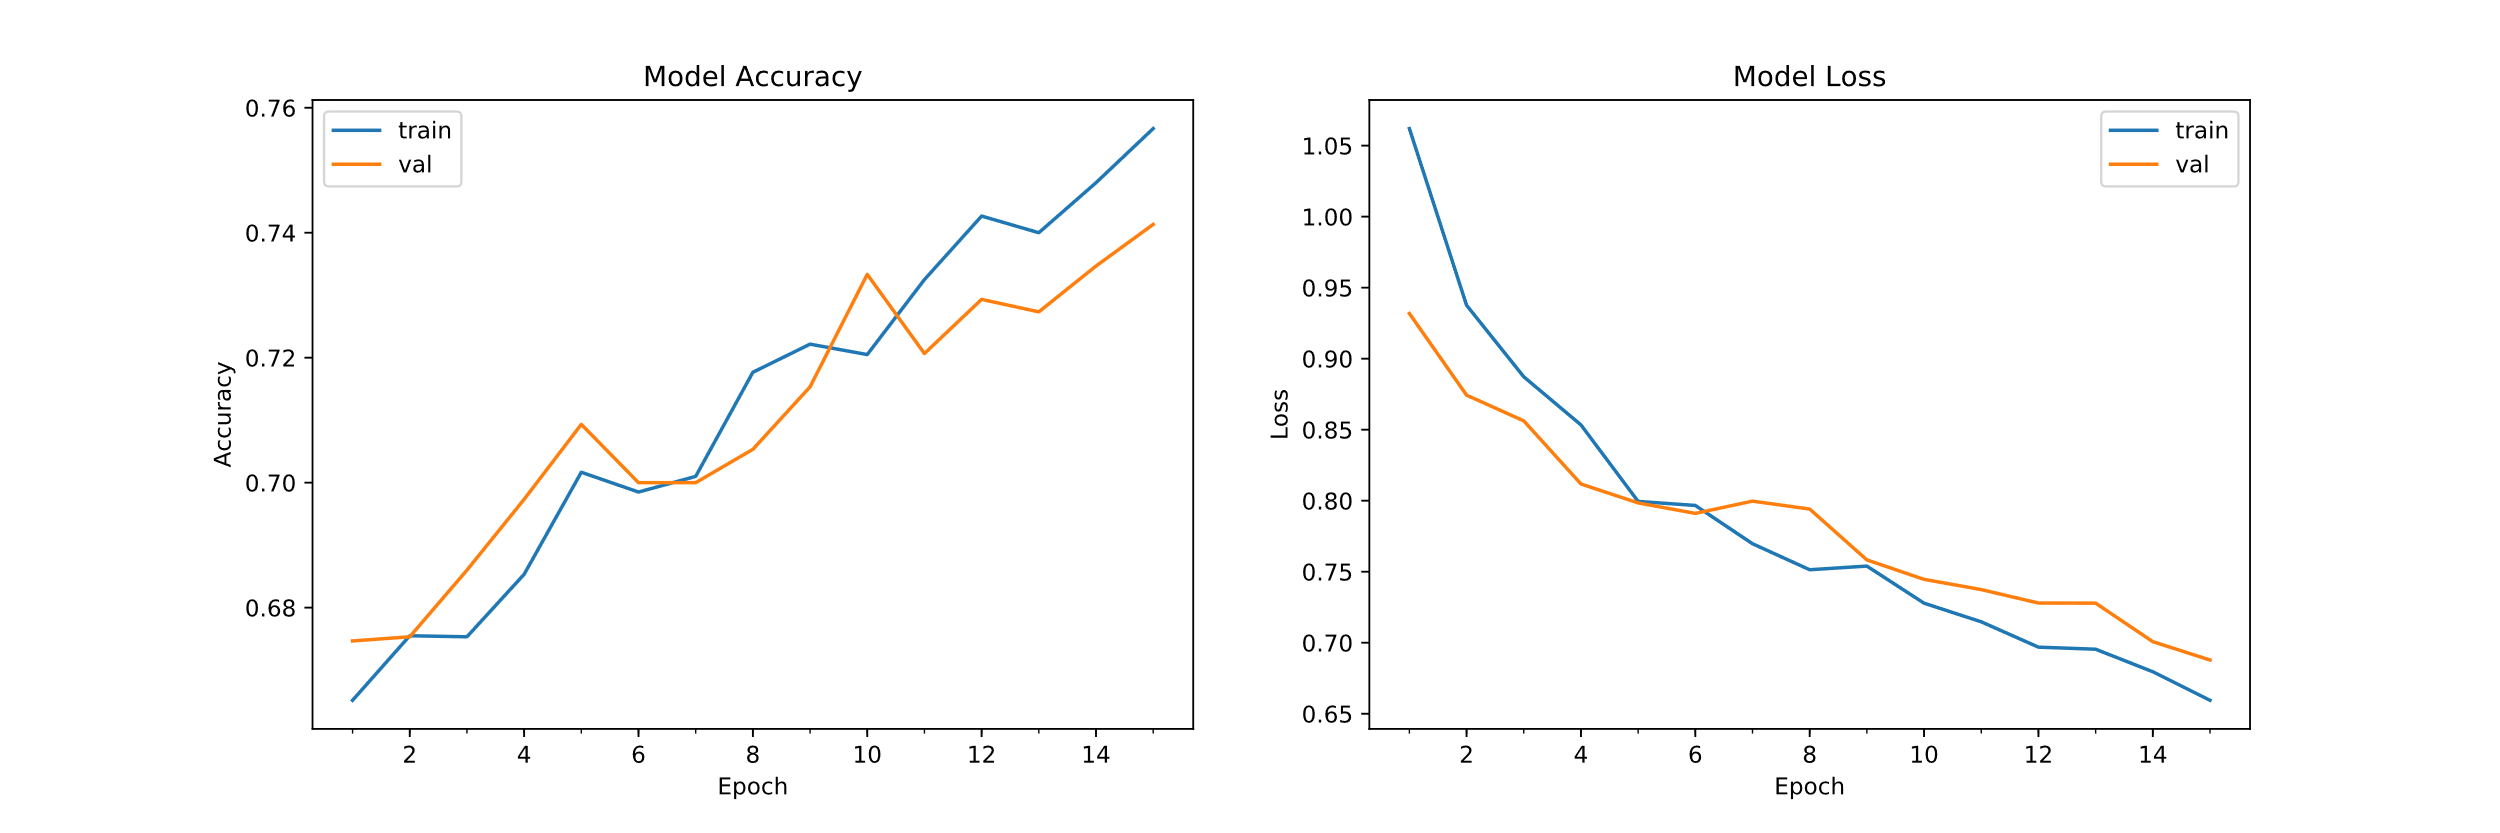 Model Accuracy
0.76
0.74
0.72
0.70
0.68
Accuracy
train
val
2 4 6 8 10 12 14
Epoch
Model Loss
1.05
1.00
0.95
0.90
0.85
0.80
0.75
0.70
0.65
Loss
train
val
2 4 6 8 10 12 14
Epoch